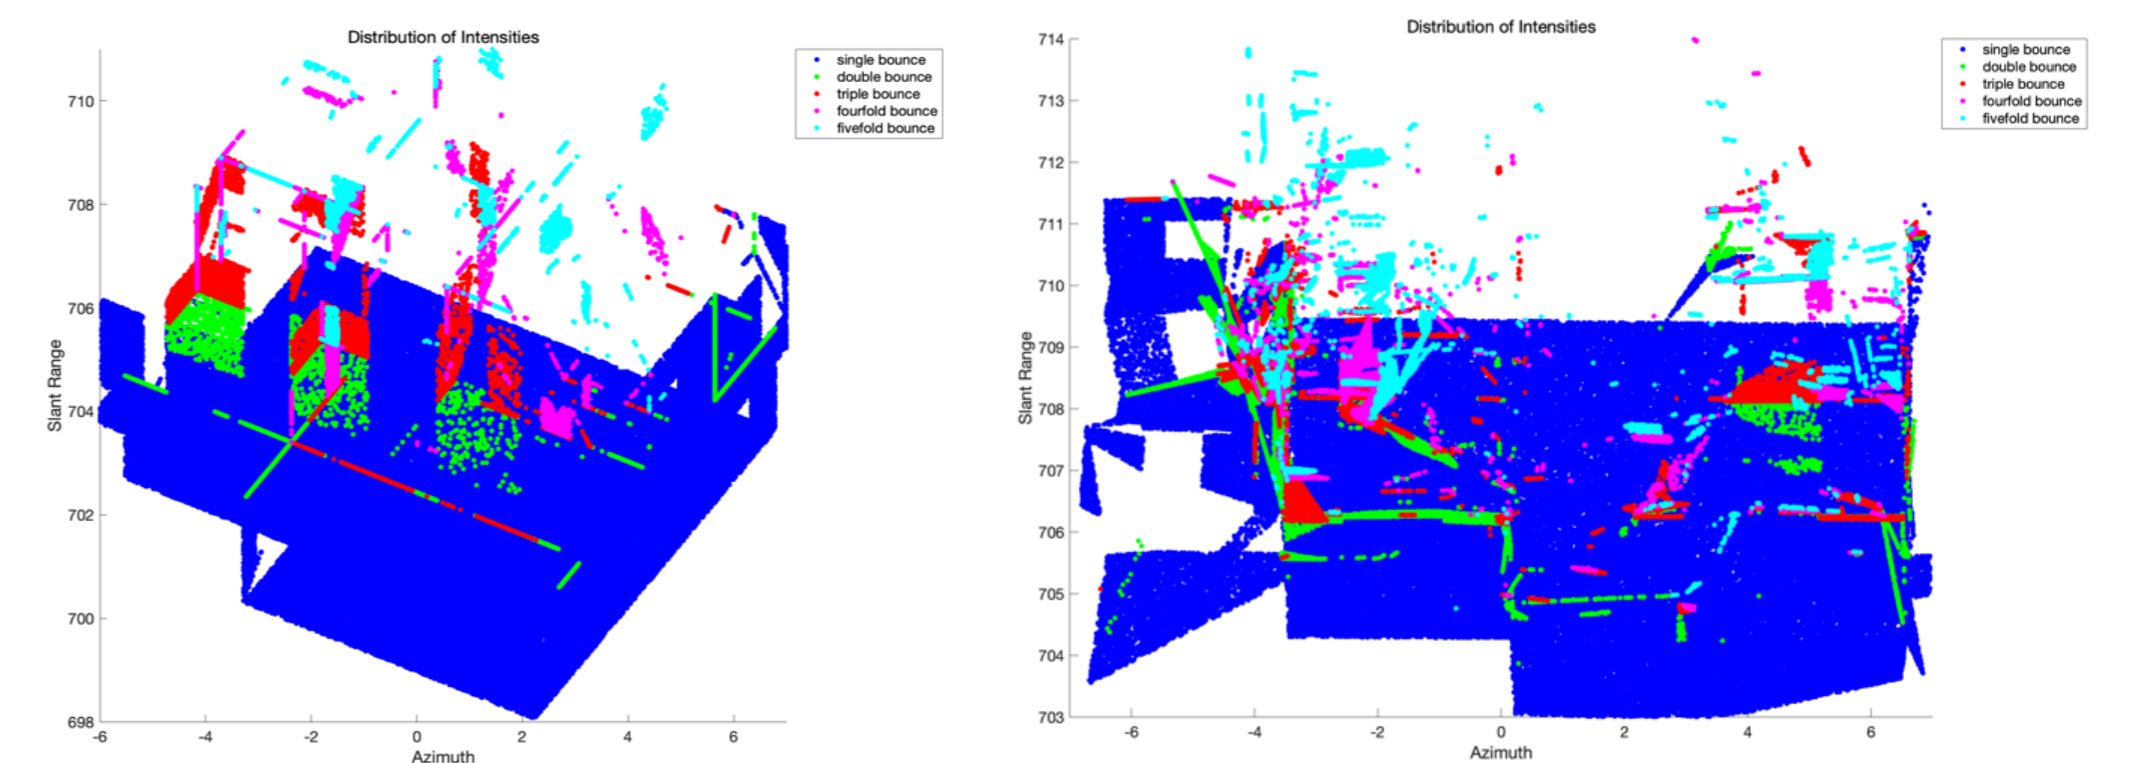 Distribution of Intensities
single bounce
double bounce
triple bounce
fourfold bounce
fivefold bounce
710
708
706
704
702
700
698
Slant Range
-6 -4 -2 0 2 4 6
Azimuth
Distribution of Intensities
single bounce
double bounce
triple bounce
fourfold bounce
fivefold bounce
714
713
712
711
710
709
708
707
706
705
704
703
Slant Range
-6 -4 -2 0 2 4 6
Azimuth